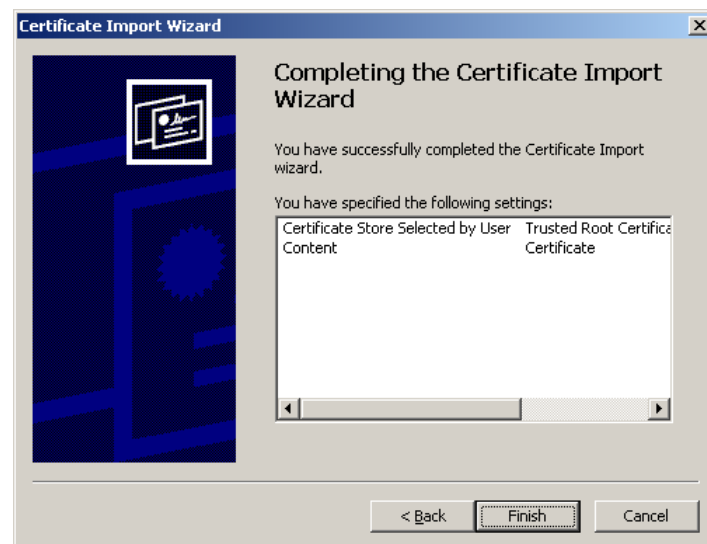 Certificate Import Wizard
Completing the Certificate Import
Wizard
You have successfully completed the Certificate Import
wizard.
You have specified the following settings:
Certificate Store Selected by User Trusted Root Certifica
Content Certificate
< Back Finish Cancel